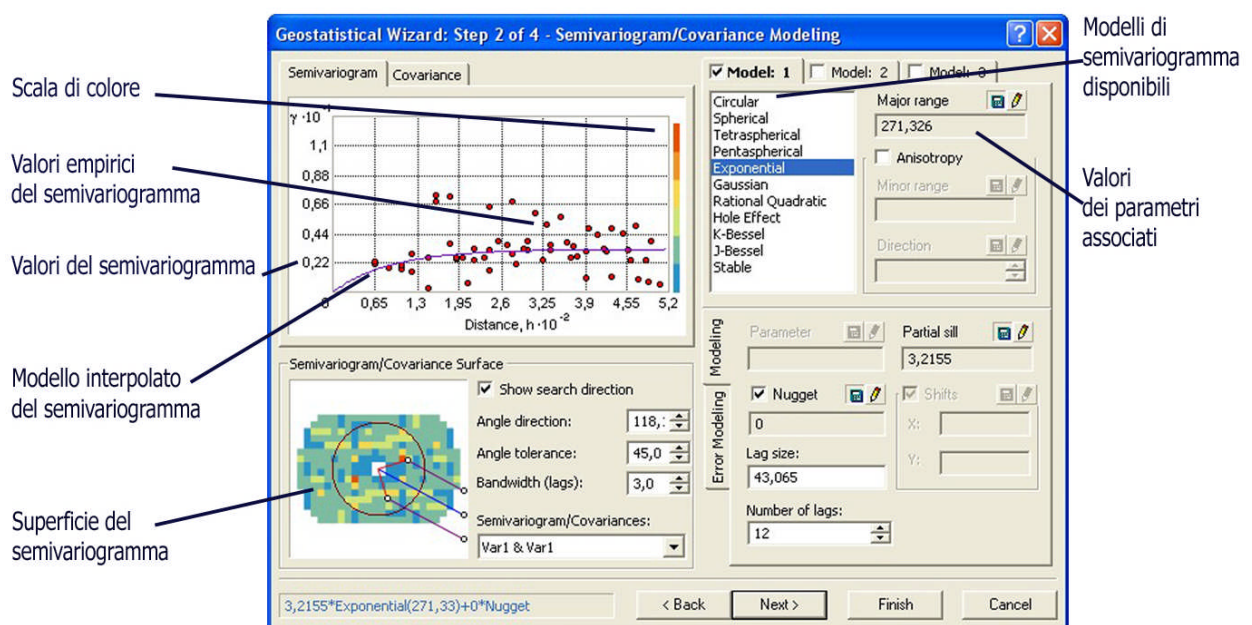 Geostatistical Wizard: Step 2 of 4 - Semivariogram/Covariance Modeling
Scala di colore
Valori empirici
del semivariogramma
Valori del semivariogramma
Modello interpolato
del semivariogramma
Superficie del
semivariogramma
Semivariogram
Covariance
γ·10⁻¹
1,1
0,88
0,66
0,44
0,22
0
0,65
1,3
1,95
2,6
3,25
3,9
4,55
5,2
Distance, h·10⁻²
Semivariogram/Covariance Surface
Show search direction
Angle direction:
118,
Angle tolerance:
45,0
Bandwidth (lags):
3,0
Semivariogram/Covariances:
Var1 & Var1
Model: 1
Model: 2
Model: 3
Circular
Spherical
Tetraspherical
Pentaspherical
Exponential
Gaussian
Rational Quadratic
Hole Effect
K-Bessel
J-Bessel
Stable
Major range
271,326
Anisotropy
Minor range
Direction
Modeling
Error Modeling
Parameter
Partial sill
3,2155
Nugget
0
Shifts
X:
Y:
Lag size:
43,065
Number of lags:
12
3,2155*Exponential(271,33)+0*Nugget
< Back
Next >
Finish
Cancel
Modelli di
semivariogramma
disponibili
Valori
dei parametri
associati